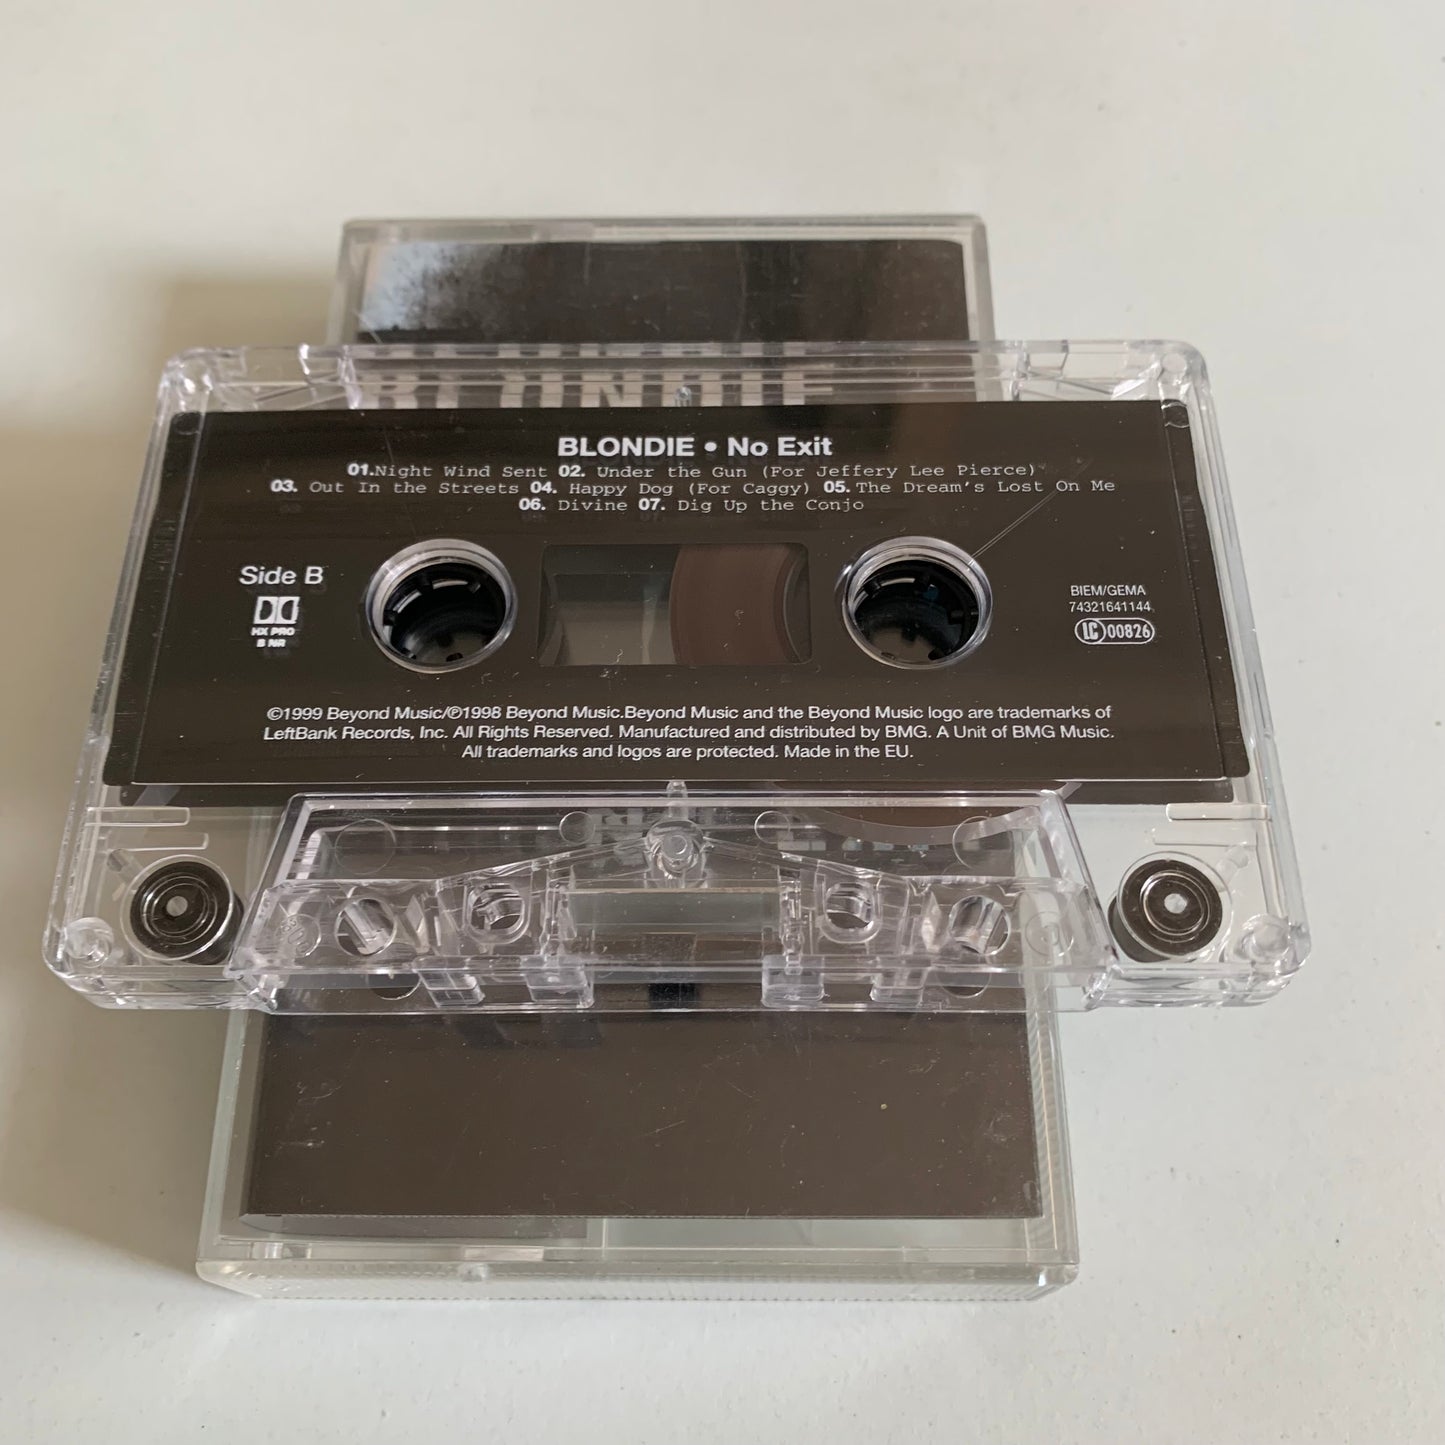 BLONDIE
BLONDIE • No Exit
01.Night Wind Sent 02. Under the Gun (For Jeffery Lee Pierce)
03. Out In the Streets 04. Happy Dog (For Caggy) 05. The Dream's Lost On Me
06. Divine 07. Dig Up the Conjo
Side B
HX PRO
B NR
BIEM/GEMA
74321641144
LC 00826
©1999 Beyond Music/℗1998 Beyond Music.Beyond Music and the Beyond Music logo are trademarks of
LeftBank Records, Inc. All Rights Reserved. Manufactured and distributed by BMG. A Unit of BMG Music.
All trademarks and logos are protected. Made in the EU.